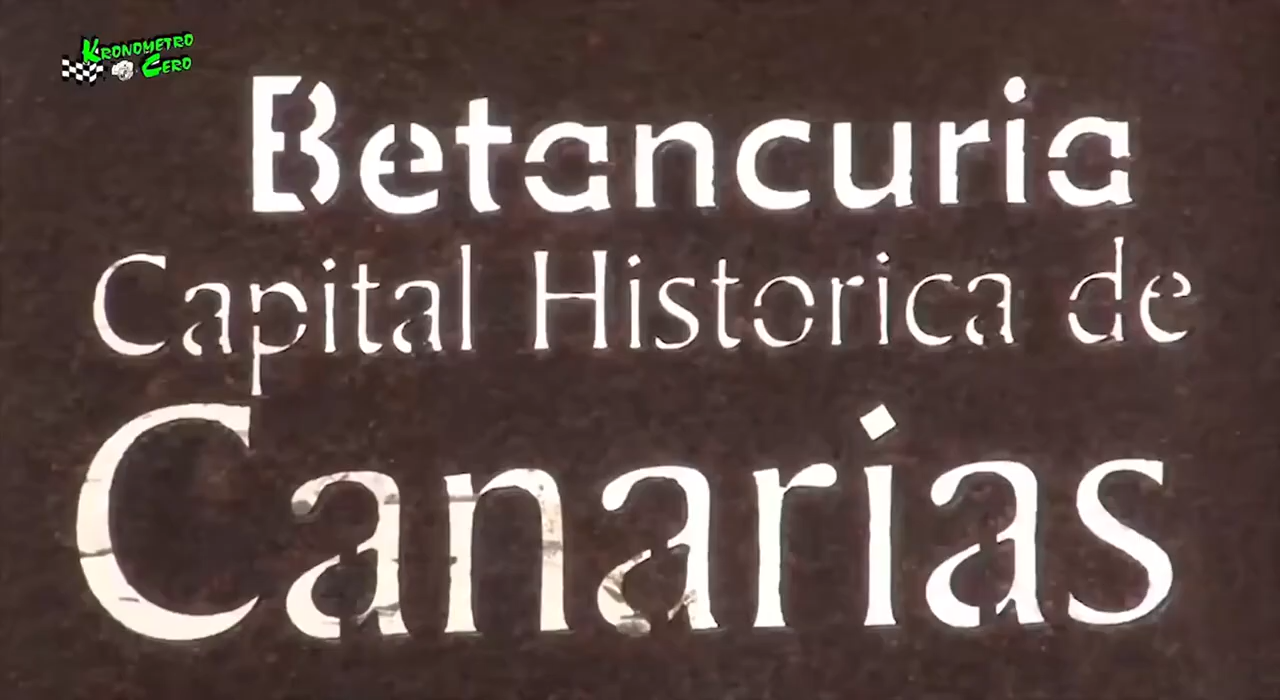 KRONOMETRO
CERO
Betancuria
Capital Historica de
Canarias